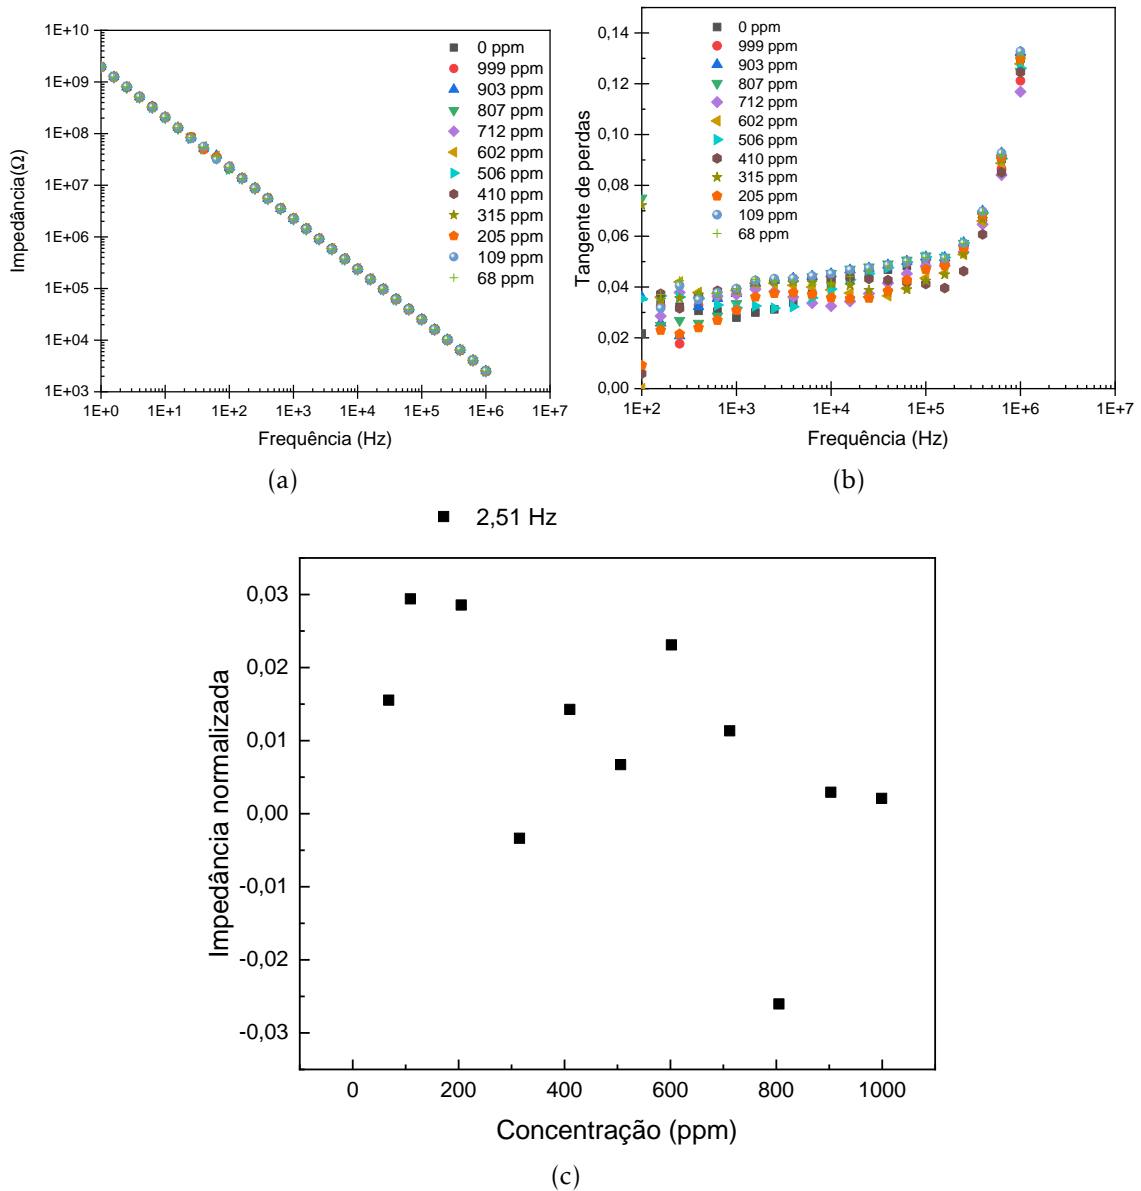 1E+10
1E+09
1E+08
1E+07
1E+06
1E+05
1E+04
1E+03
Impedância(Ω)
0 ppm
999 ppm
903 ppm
807 ppm
712 ppm
602 ppm
506 ppm
410 ppm
315 ppm
205 ppm
109 ppm
68 ppm
1E+0 1E+1 1E+2 1E+3 1E+4 1E+5 1E+6 1E+7
Frequência (Hz)
(a)
0,14
0,12
0,10
0,08
0,06
0,04
0,02
0,00
Tangente de perdas
0 ppm
999 ppm
903 ppm
807 ppm
712 ppm
602 ppm
506 ppm
410 ppm
315 ppm
205 ppm
109 ppm
68 ppm
1E+2 1E+3 1E+4 1E+5 1E+6 1E+7
Frequência (Hz)
(b)
2,51 Hz
0,03
0,02
0,01
0,00
-0,01
-0,02
-0,03
Impedância normalizada
0 200 400 600 800 1000
Concentração (ppm)
(c)